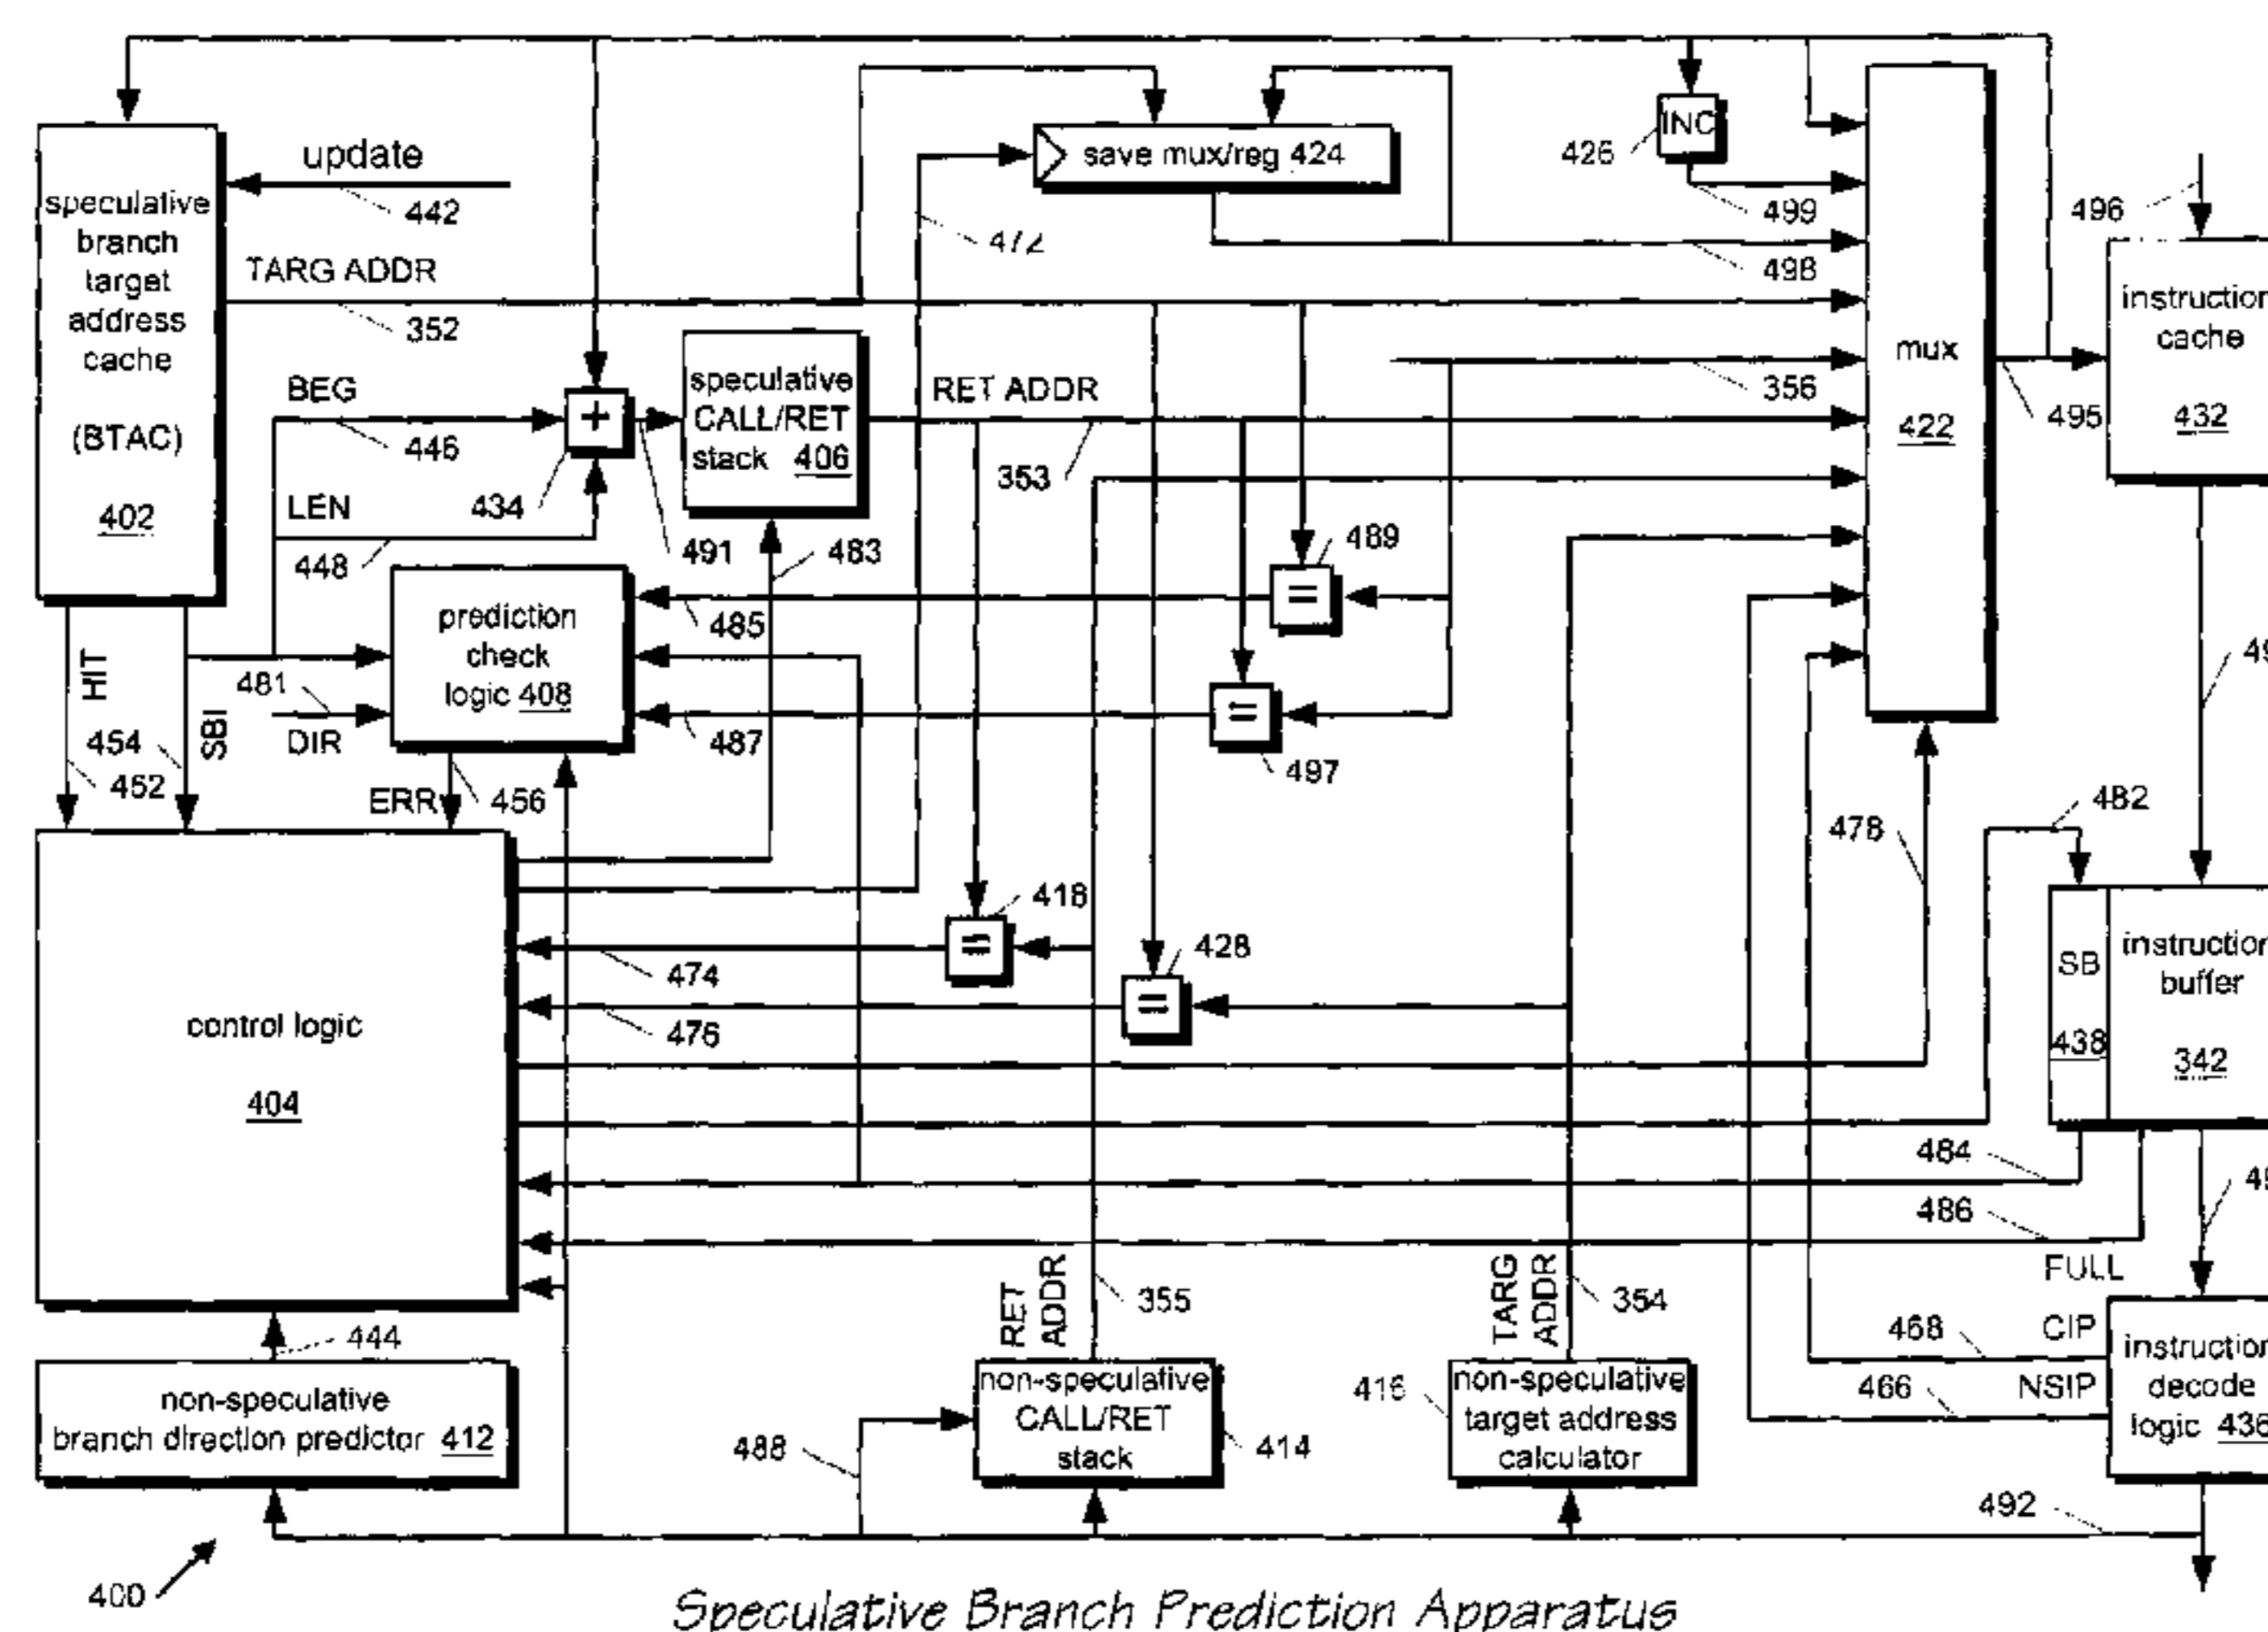 update
442
speculative
branch
target
address
cache
(BTAC)
402
TARG ADDR
352
BEG
446
LEN
448
434
491
speculative
CALL/RET
stack 406
483
save mux/reg 424
472
INC
426
499
498
356
RET ADDR
353
mux
422
495
496
cache
432
prediction
check
logic 408
485
487
489
497
HIT
452
SBI
454
481
DIR
ERR
456
control logic
404
418
428
474
476
478
482
SB
438
buffer
342
484
486
FULL
CIP
468
NSIP
466
decode
492
444
non-speculative
branch direction predictor 412
RET
ADDR
355
non-speculative
CALL/RET
stack
414
488
TARG
ADDR
354
non-speculative
target address
calculator
416
400
Speculative Branch Prediction Apparatus